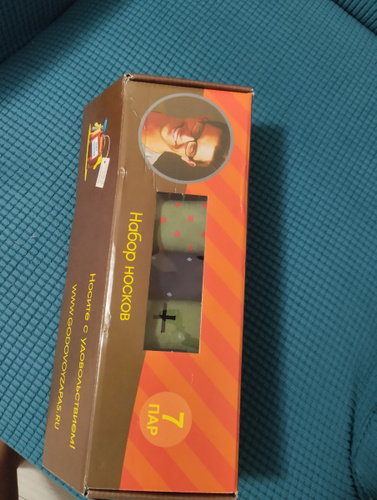 Набор носков
7
ПАР
Носите с удовольствием!
WWW.GODOVOYZAPAS.RU